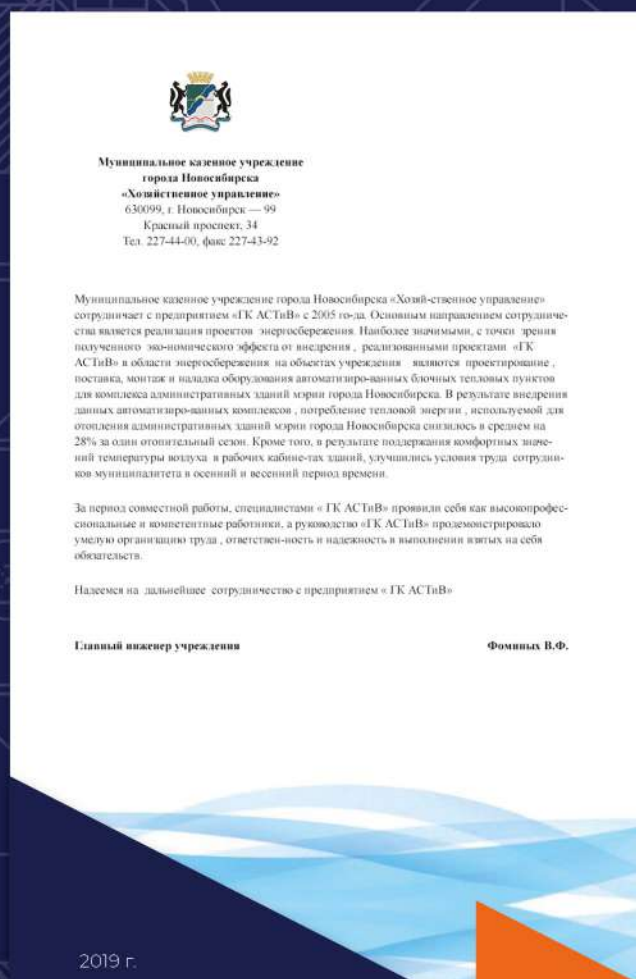 Муниципальное казенное учреждение
города Новосибирска
«Хозяйственное управление»
630099, г. Новосибирск — 99
Красный проспект, 34
Тел. 227-44-00, факс 227-43-92
Муниципальное казенное учреждение города Новосибирска «Хозяй-ственное управление»
сотрудничает с предприятием «ГК АСТиВ» с 2005 го-да. Основным направлением сотрудниче-
ства является реализация проектов энергосбережения. Наиболее значимыми, с точки зрения
полученного эко-номического эффекта от внедрения , реализованными проектами «ГК
АСТиВ» в области энергосбережения на объектах учреждения являются проектирование ,
поставка, монтаж и наладка оборудования автоматизиро-ванных блочных тепловых пунктов
для комплекса административных зданий мэрии города Новосибирска. В результате внедрения
данных автоматизиро-ванных комплексов , потребление тепловой энергии , используемой для
отопления административных зданий мэрии города Новосибирска снизилось в среднем на
28% за один отопительный сезон. Кроме того, в результате поддержания комфортных значе-
ний температуры воздуха в рабочих кабине-тах зданий, улучшились условия труда сотрудни-
ков муниципалитета в осенний и весенний период времени.
За период совместной работы, специалистами « ГК АСТиВ» проявили себя как высокопрофес-
сиональные и компетентные работники, а руководство «ГК АСТиВ» продемонстрировало
умелую организацию труда , ответствен-ность и надежность в выполнении взятых на себя
обязательств.
Надеемся на дальнейшее сотрудничество с предприятием « ГК АСТиВ»
Главный инженер учреждения Фоминых В.Ф.
2019 г.